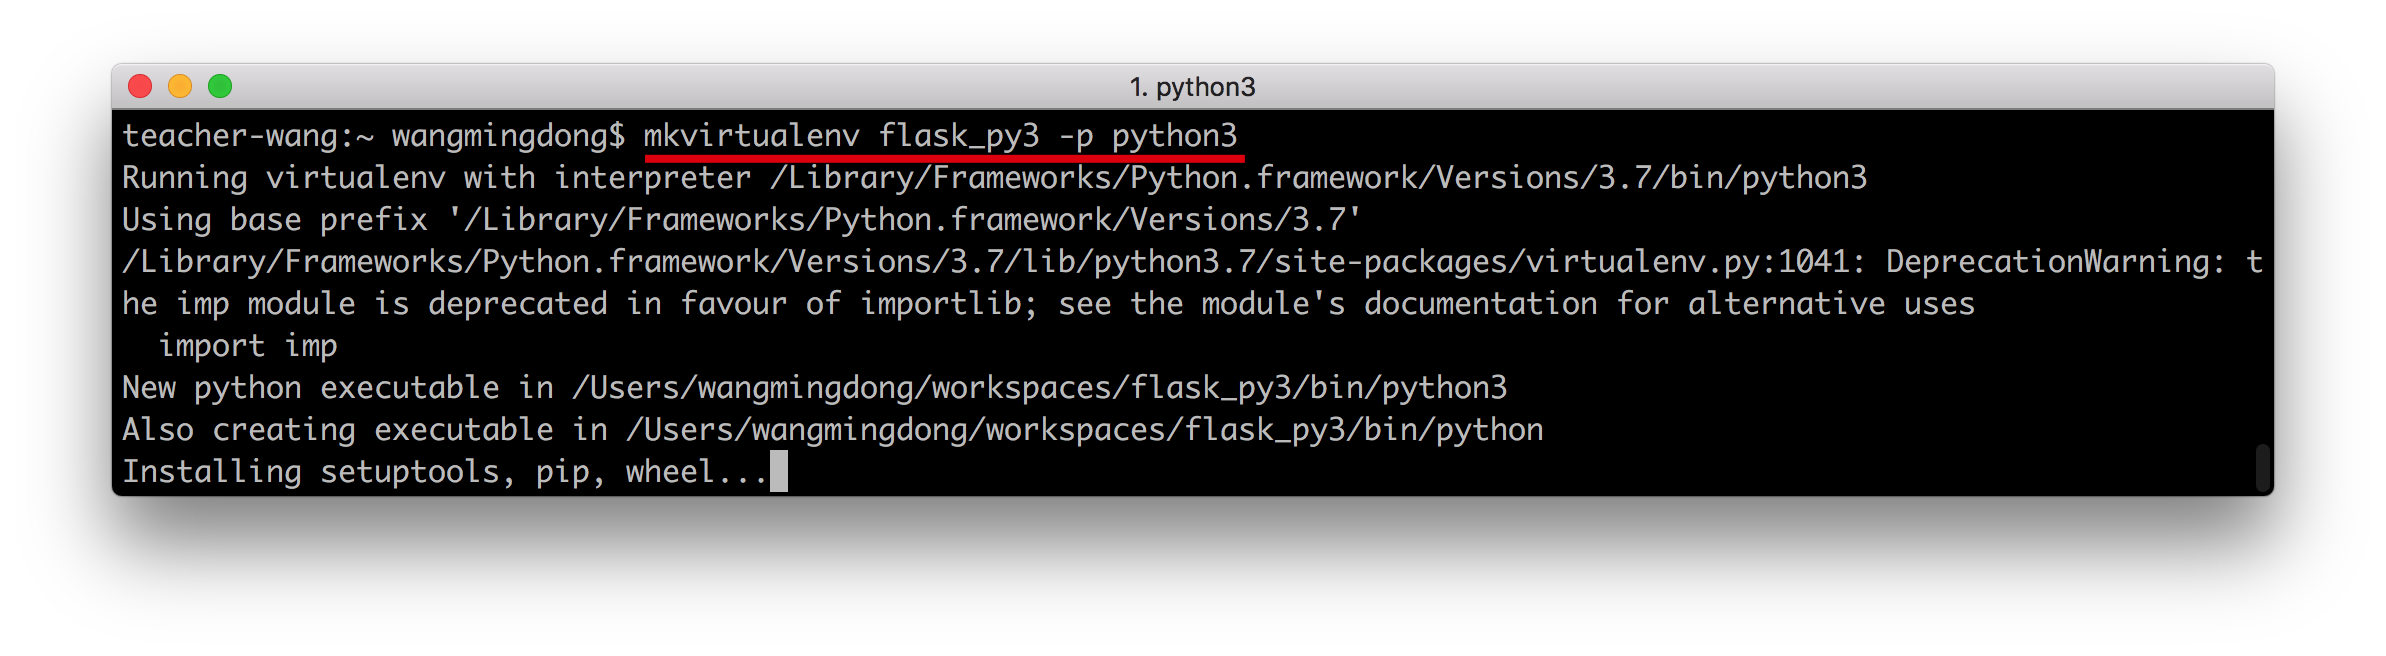 1. python3
teacher-wang:~ wangmingdong$ mkvirtualenv flask_py3 -p python3
Running virtualenv with interpreter /Library/Frameworks/Python.framework/Versions/3.7/bin/python3
Using base prefix '/Library/Frameworks/Python.framework/Versions/3.7'
/Library/Frameworks/Python.framework/Versions/3.7/lib/python3.7/site-packages/virtualenv.py:1041: DeprecationWarning: t
he imp module is deprecated in favour of importlib; see the module's documentation for alternative uses
  import imp
New python executable in /Users/wangmingdong/workspaces/flask_py3/bin/python3
Also creating executable in /Users/wangmingdong/workspaces/flask_py3/bin/python
Installing setuptools, pip, wheel...